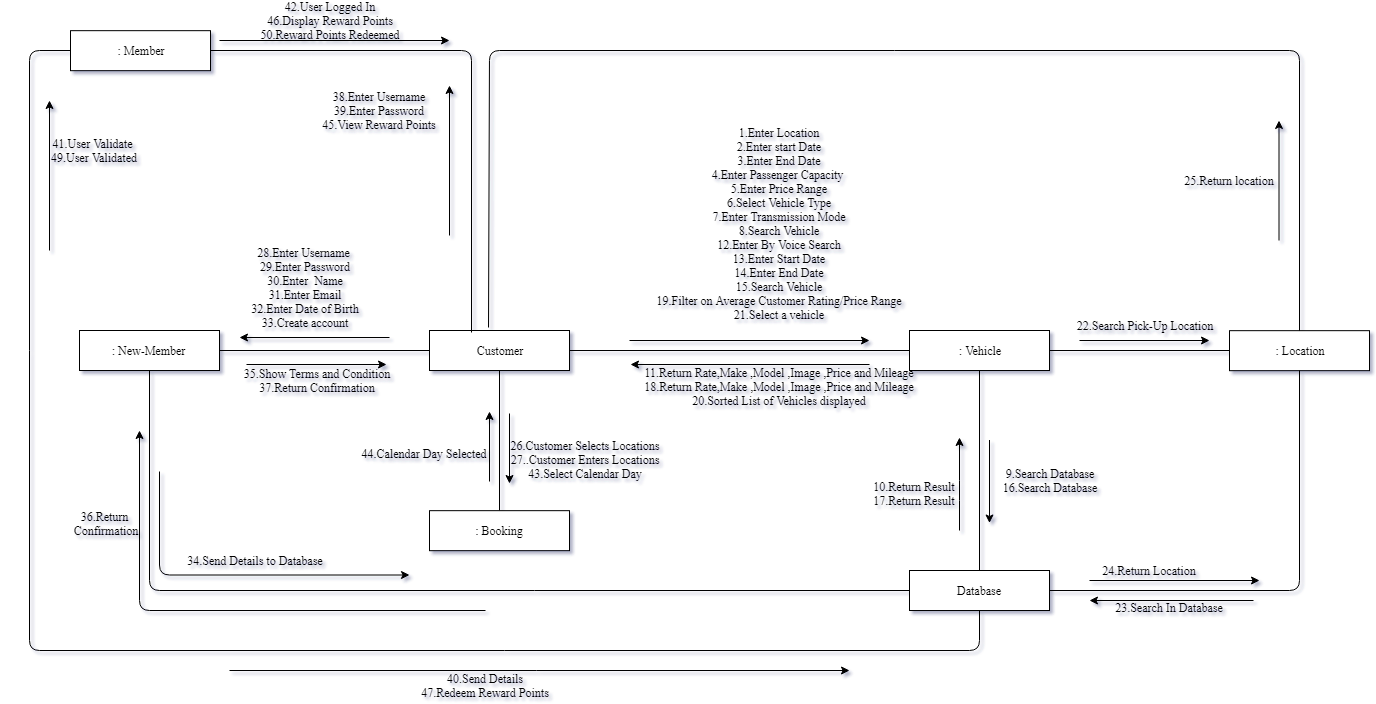 42.User Logged In
46.Display Reward Points
50.Reward Points Redeemed
: Member
38.Enter Username
39.Enter Password
45.View Reward Points
41.User Validate
49.User Validated
1.Enter Location
2.Enter start Date
3.Enter End Date
4.Enter Passenger Capacity
5.Enter Price Range
6.Select Vehicle Type
7.Enter Transmission Mode
8.Search Vehicle
12.Enter By Voice Search
13.Enter Start Date
14.Enter End Date
15.Search Vehicle
19.Filter on Average Customer Rating/Price Range
21.Select a vehicle
25.Return location
28.Enter Username
29.Enter Password
30.Enter  Name
31.Enter Email
32.Enter Date of Birth
33.Create account
22.Search Pick-Up Location
: New-Member
Customer
: Vehicle
: Location
35.Show Terms and Condition
37.Return Confirmation
11.Return Rate,Make ,Model ,Image ,Price and Mileage
18.Return Rate,Make ,Model ,Image ,Price and Mileage
20.Sorted List of Vehicles displayed
44.Calendar Day Selected
26.Customer Selects Locations
27..Customer Enters Locations
43.Select Calendar Day
10.Return Result
17.Return Result
9.Search Database
16.Search Database
36.Return
Confirmation
: Booking
34.Send Details to Database
Database
24.Return Location
23.Search In Database
40.Send Details
47.Redeem Reward Points